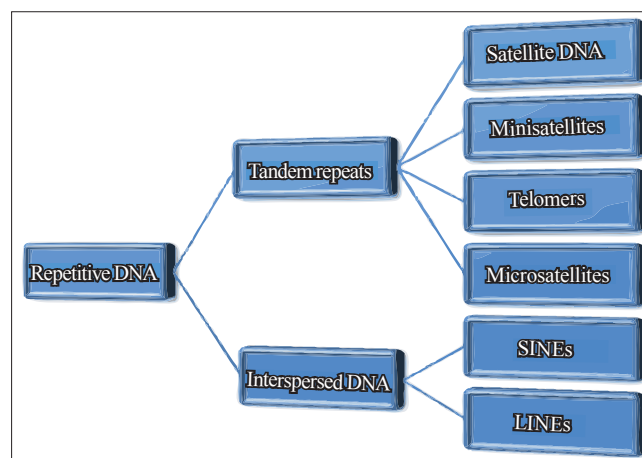 Satellite DNA
Minisatellites
Tandem repeats
Telomers
Repetitive DNA
Microsatellites
SINEs
Interspersed DNA
LINEs